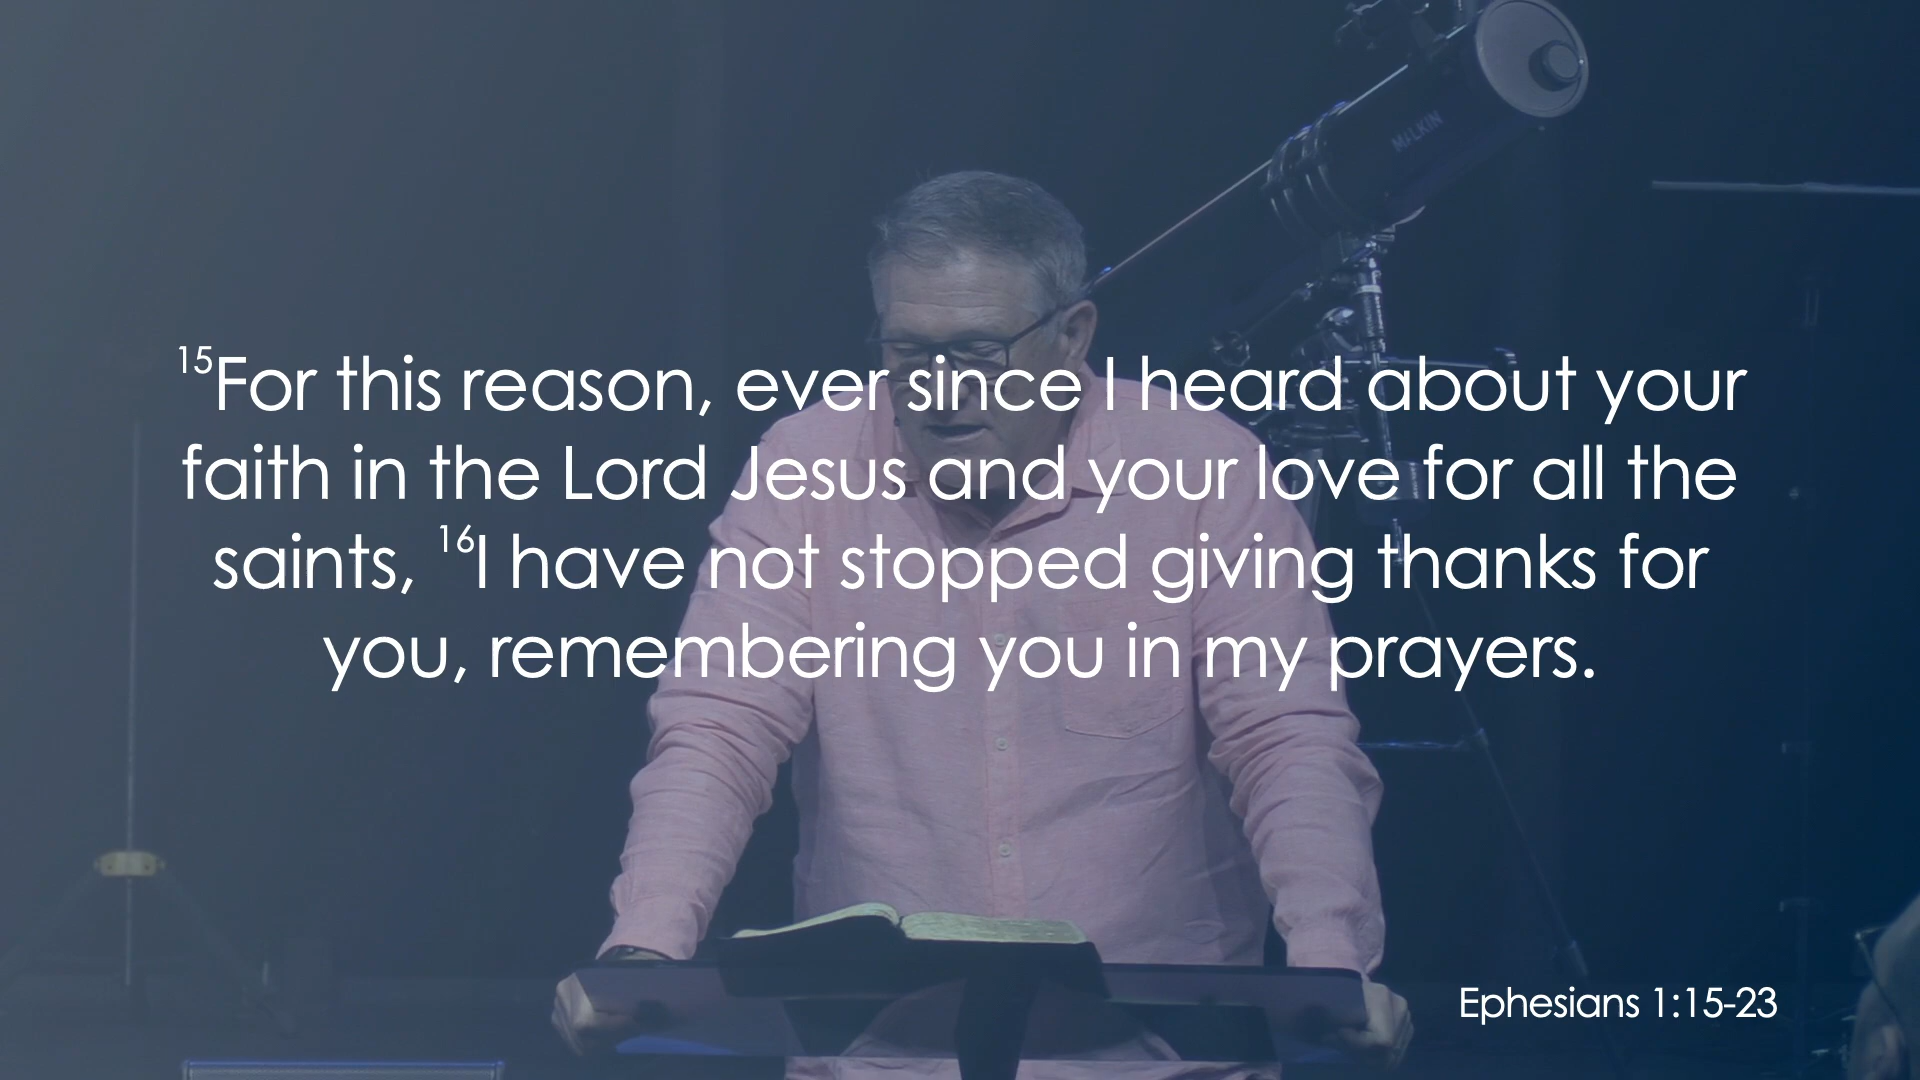 MALKIN
¹⁵For this reason, ever since I heard about your
faith in the Lord Jesus and your love for all the
saints, ¹⁶I have not stopped giving thanks for
you, remembering you in my prayers.
Ephesians 1:15-23